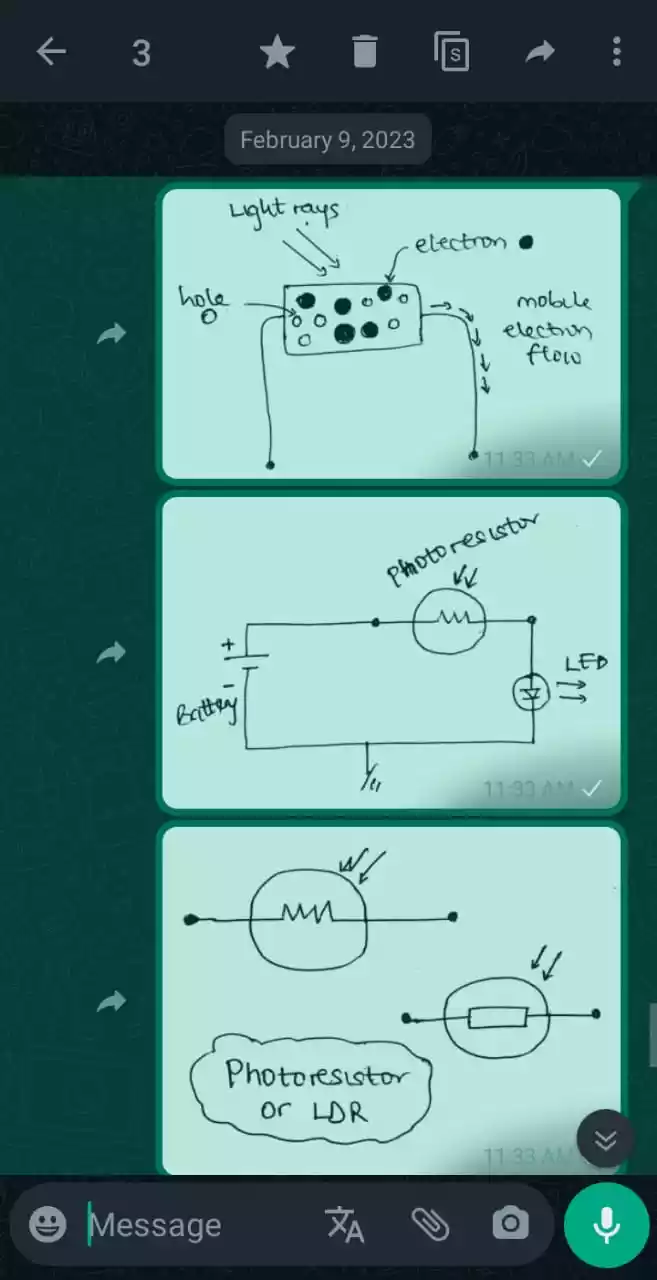 3
S
February 9, 2023
Light rays
electron
hole
mobile
electron
flow
11:33 AM
Photoresistor
+
LED
-
Battery
11:33 AM
Photoresistor
or LDR
11:33 AM
Message